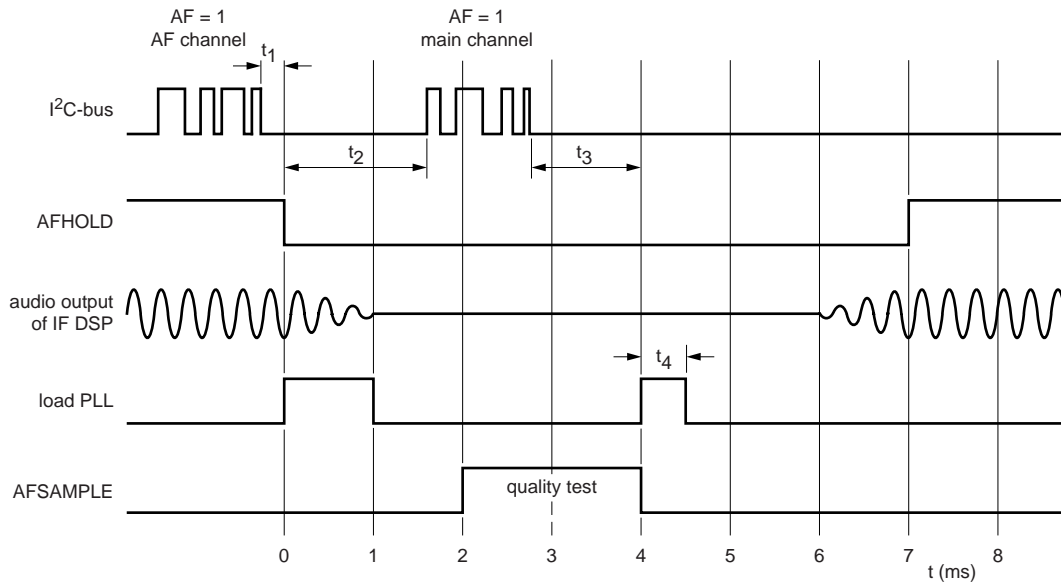 AF = 1
AF channel
AF = 1
main channel
t1
I2C-bus
t2
t3
AFHOLD
audio output
of IF DSP
t4
load PLL
quality test
AFSAMPLE
0 1 2 3 4 5 6 7 8
t (ms)